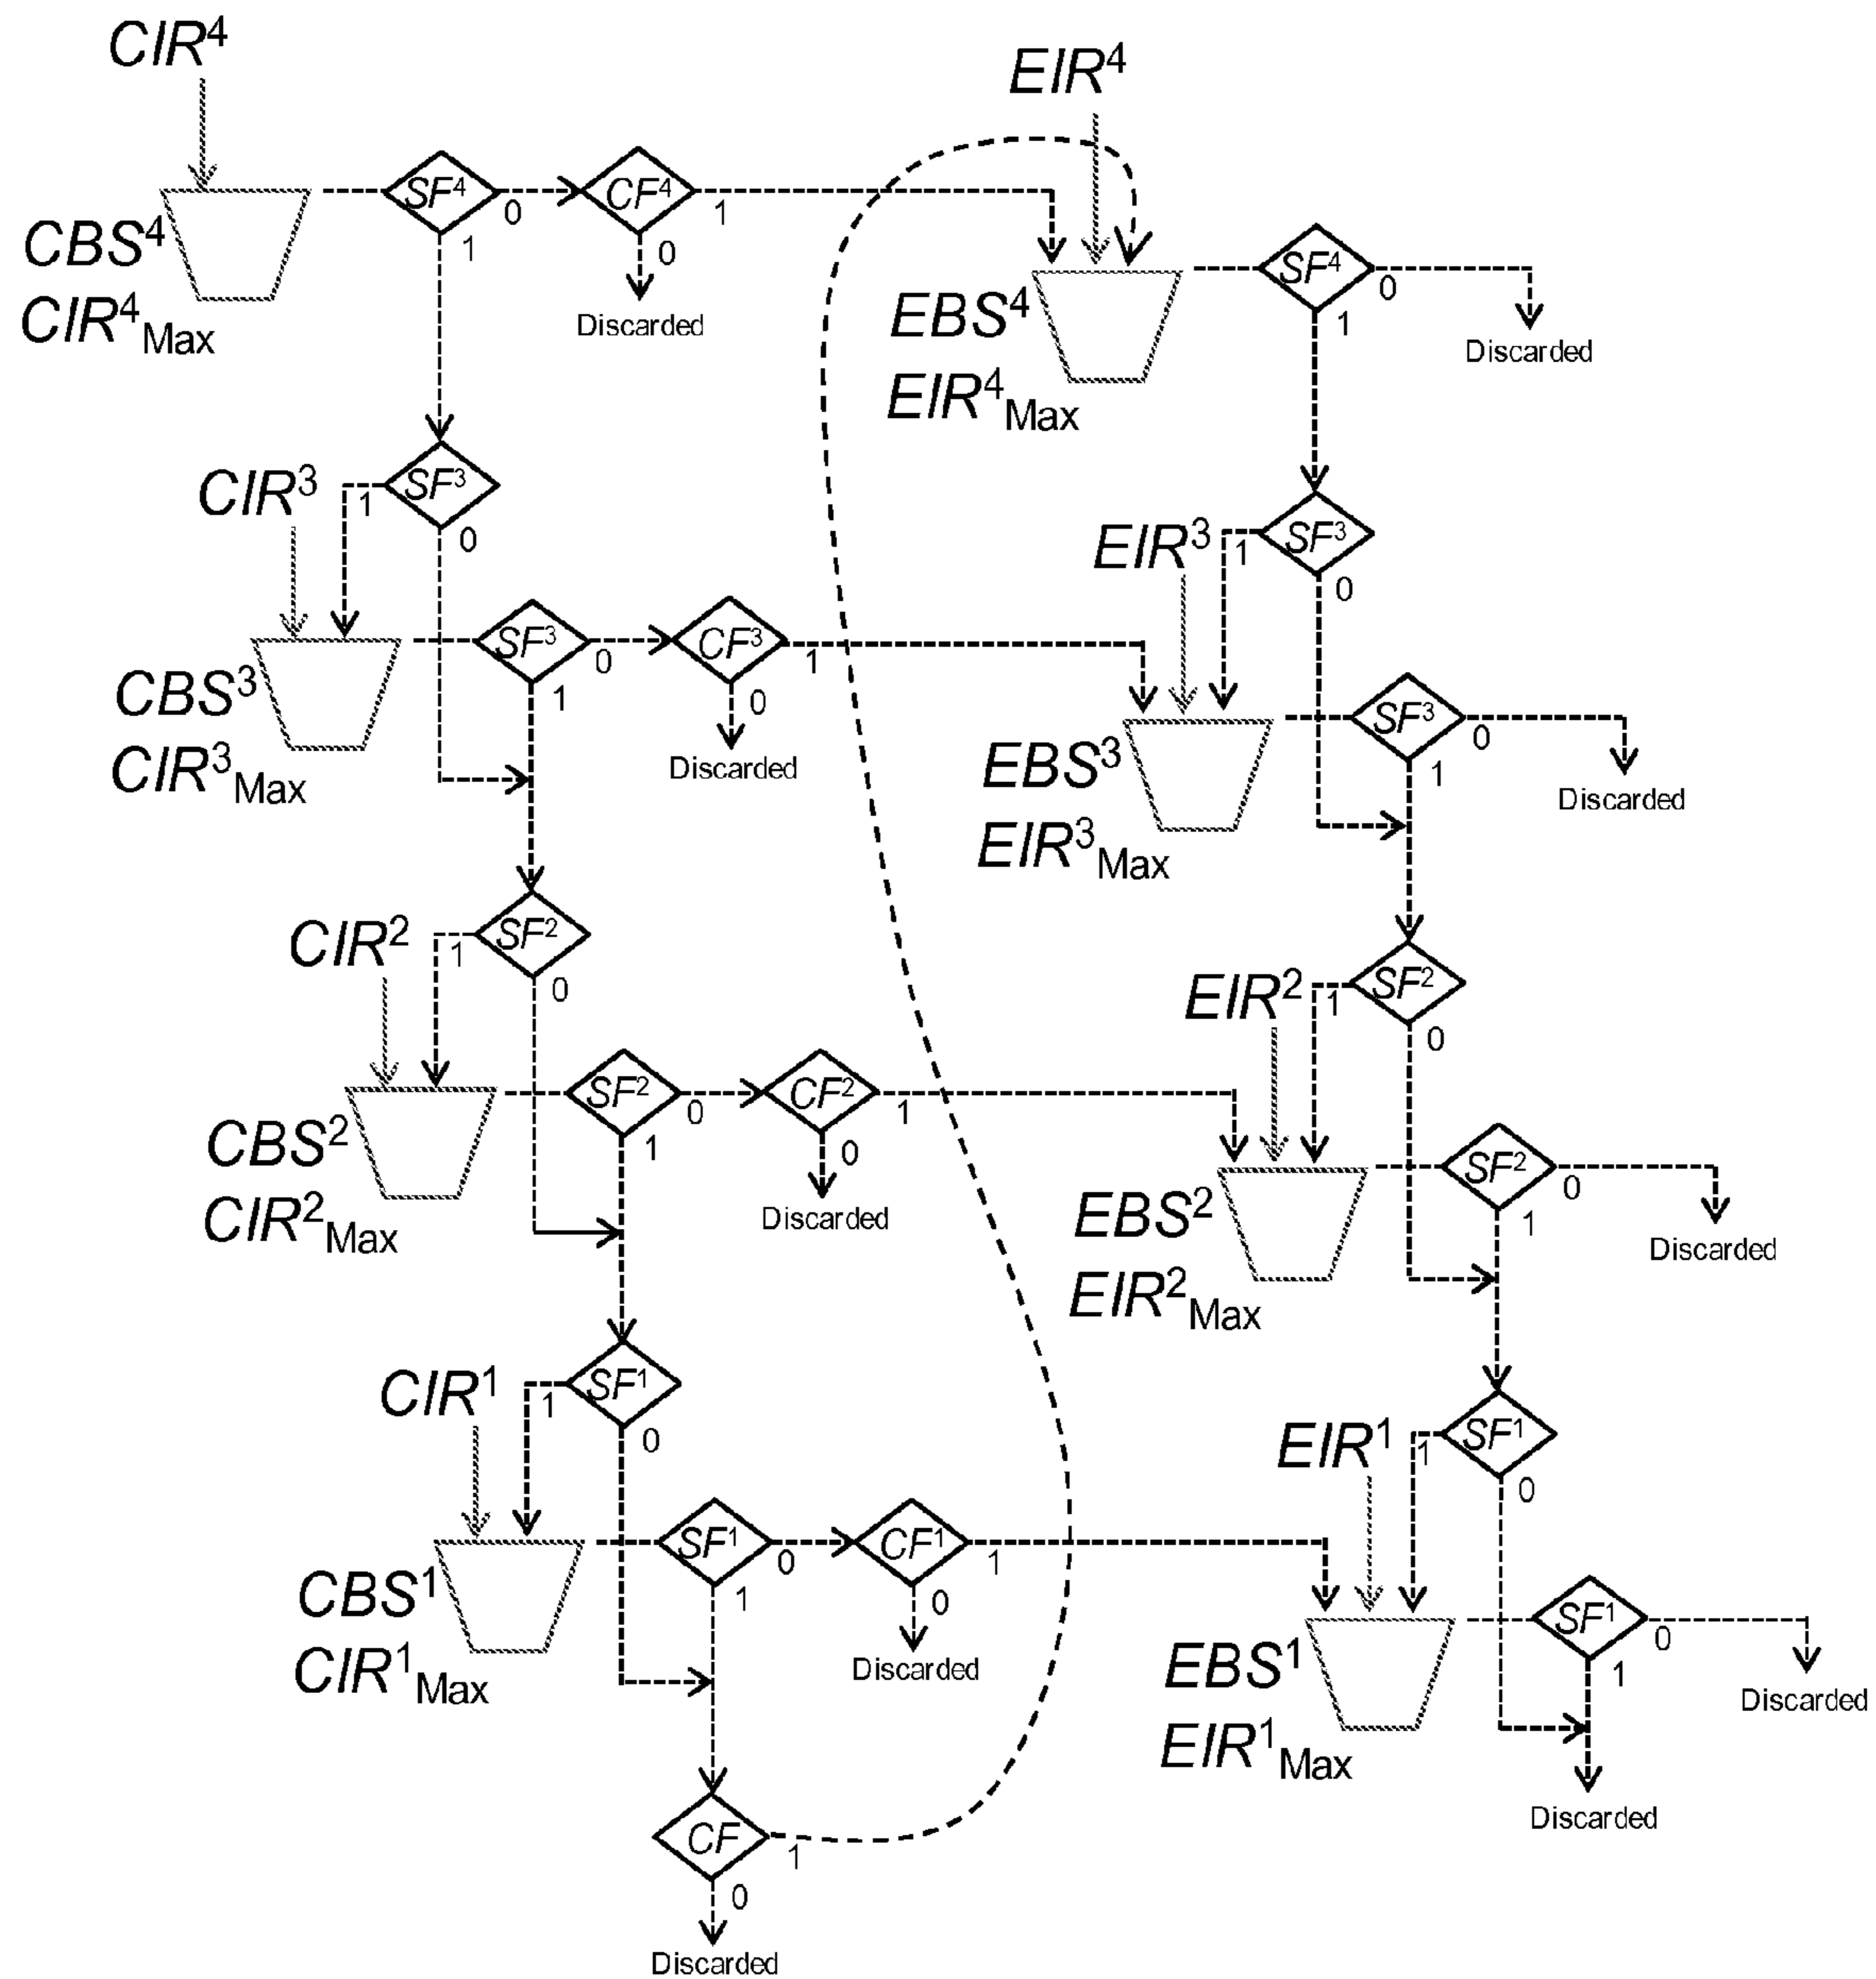 CIR⁴
EIR⁴
SF⁴ 0 CF⁴ 1
1 0
CBS⁴
CIR⁴Max
Discarded
SF⁴ 0
1
EBS⁴
EIR⁴Max
Discarded
CIR³
SF³
1
0
EIR³
SF³
1
0
SF³ 0 CF³ 1
1 0
CBS³
CIR³Max
Discarded
SF³ 0
1
EBS³
EIR³Max
Discarded
CIR²
SF²
1
0
EIR²
SF²
1
0
SF² 0 CF² 1
1 0
CBS²
CIR²Max
Discarded
SF² 0
1
EBS²
EIR²Max
Discarded
CIR¹
SF¹
1
0
EIR¹
SF¹
1
0
SF¹ 0 CF¹ 1
1 0
CBS¹
CIR¹Max
Discarded
SF¹ 0
1
EBS¹
EIR¹Max
Discarded
Discarded
CF 1
0
Discarded